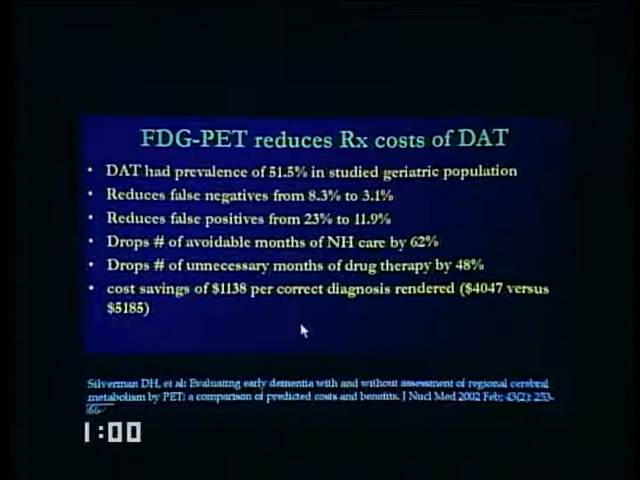 FDG-PET reduces Rx costs of DAT
• DAT had prevalence of 51.5% in studied geriatric population
• Reduces false negatives from 8.3% to 3.1%
• Reduces false positives from 23% to 11.9%
• Drops # of avoidable months of NH care by 62%
• Drops # of unnecessary months of drug therapy by 48%
• cost savings of $1138 per correct diagnosis rendered ($4047 versus
$5185)
Silverman DH, et al: Evaluating early dementia with and without assessment of regional cerebral
metabolism by PET: a comparison of predicted costs and benefits. J Nucl Med 2002 Feb; 43(2): 253-
66
1:00